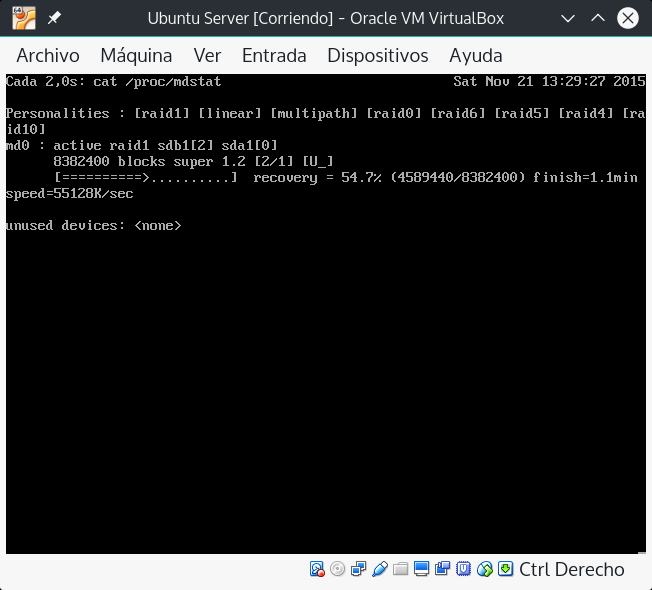 Ubuntu Server [Corriendo] - Oracle VM VirtualBox
Archivo Máquina Ver Entrada Dispositivos Ayuda
Cada 2,0s: cat /proc/mdstat Sat Nov 21 13:29:27 2015
Personalities : [raid1] [linear] [multipath] [raid0] [raid6] [raid5] [raid4] [ra
id10]
md0 : active raid1 sdb1[2] sda1[0]
8382400 blocks super 1.2 [2/1] [U_]
[==========>..........] recovery = 54.7% (4589440/8382400) finish=1.1min
speed=55128K/sec
unused devices: <none>
Ctrl Derecho